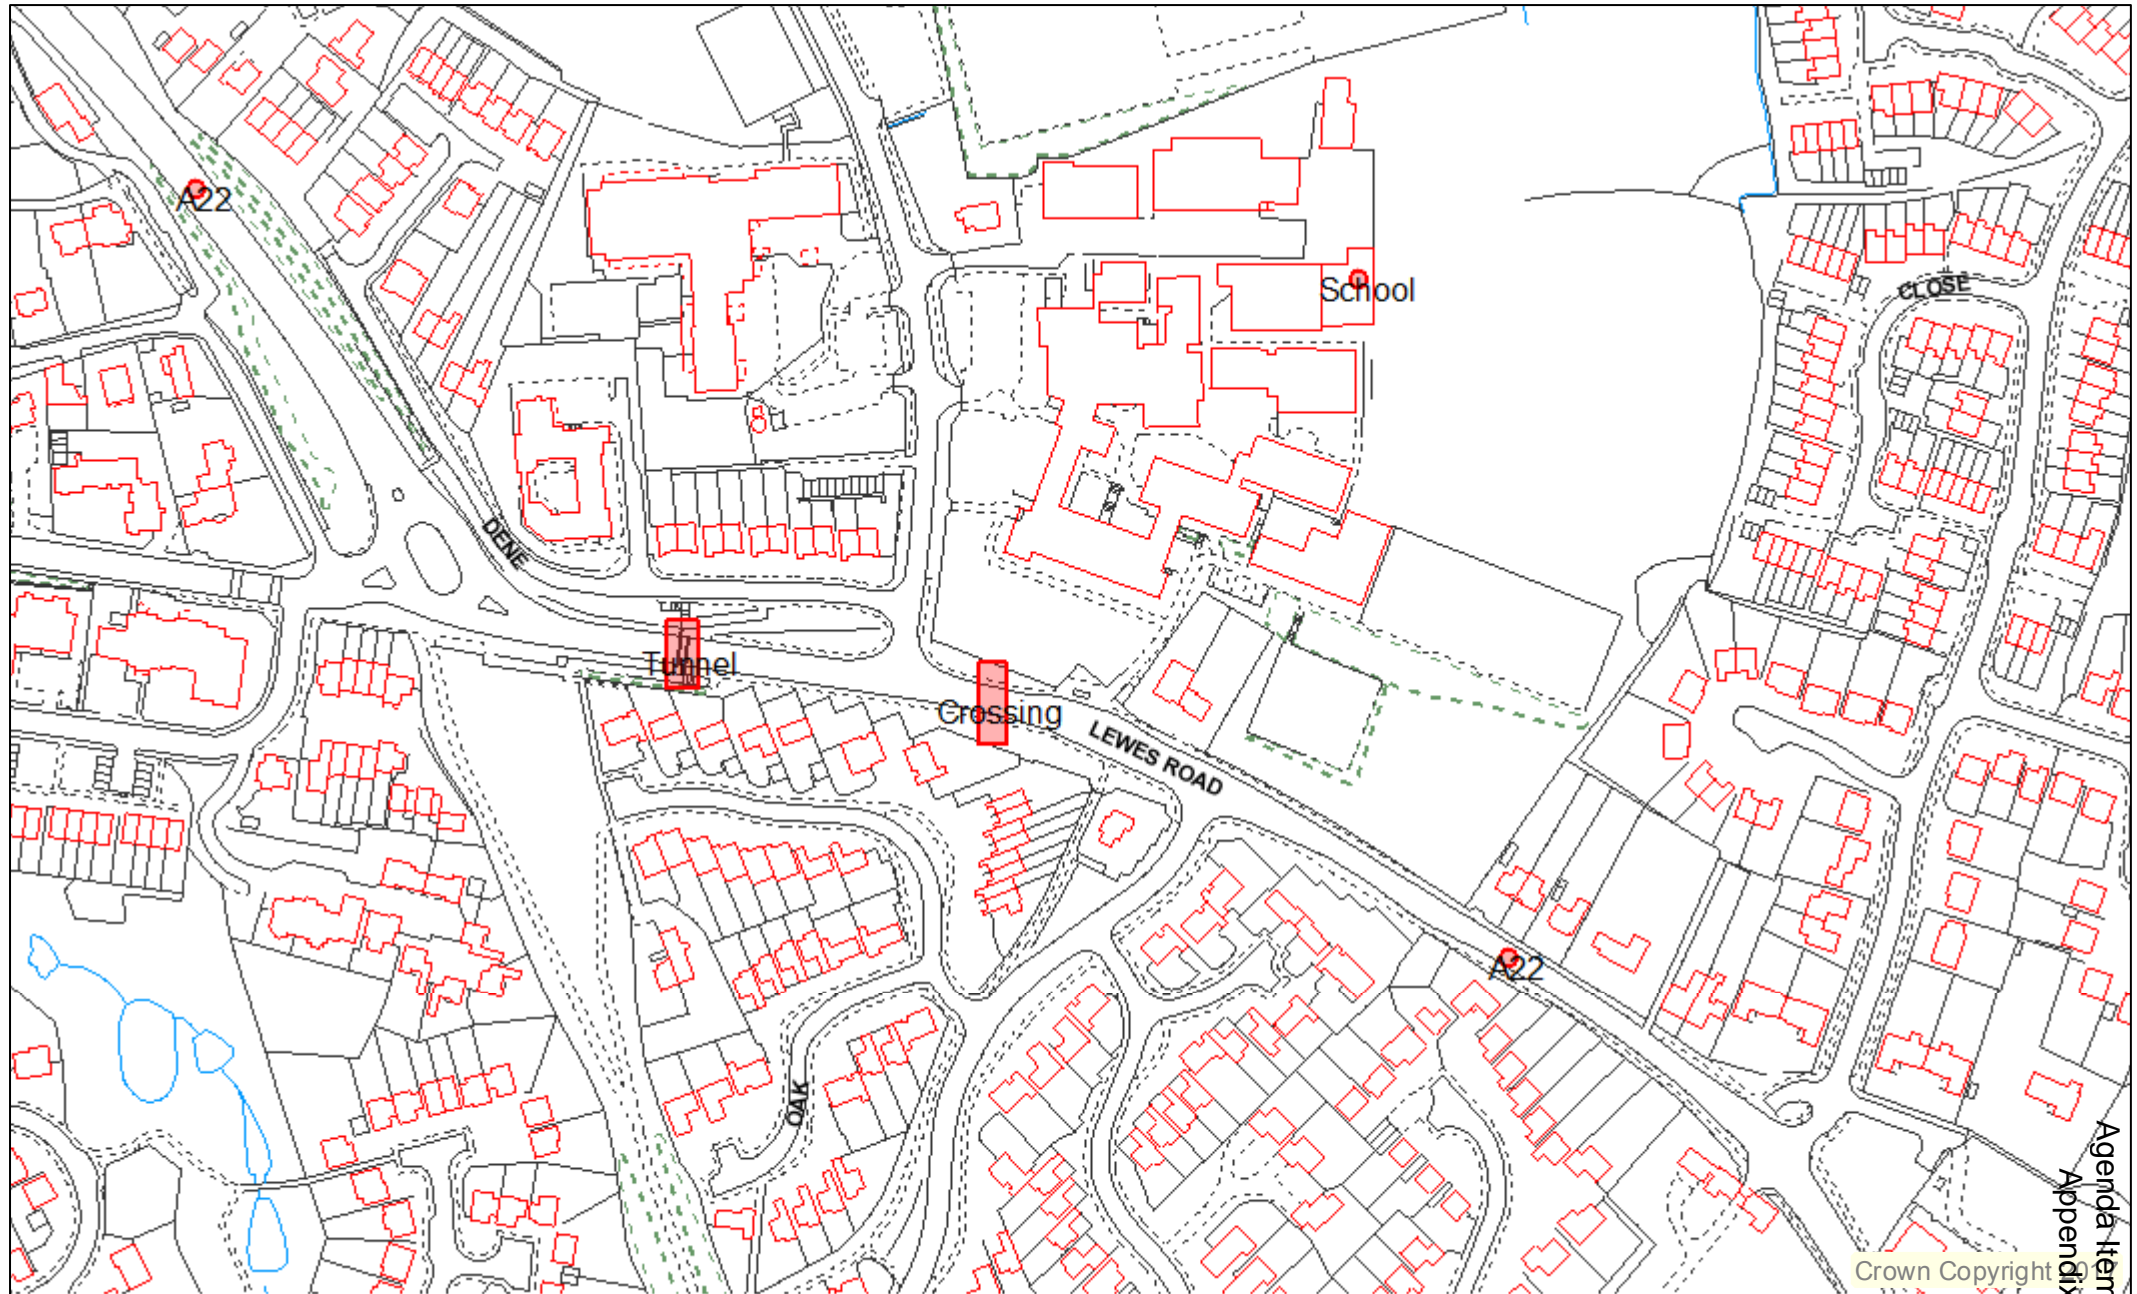 A22
School
CLOSE
DENE
Tunnel
Crossing
LEWES ROAD
A22
OAK
Agenda Item
Appendix
Crown Copyright